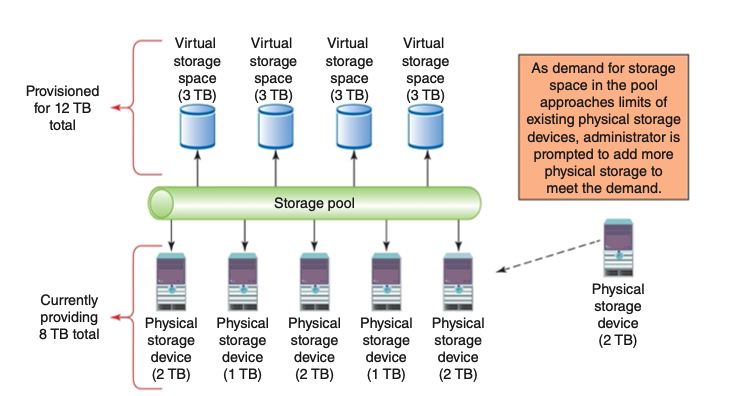 Provisioned
for 12 TB
total
Virtual
storage
space
(3 TB)
Virtual
storage
space
(3 TB)
Virtual
storage
space
(3 TB)
Virtual
storage
space
(3 TB)
As demand for storage
space in the pool
approaches limits of
existing physical storage
devices, administrator is
prompted to add more
physical storage to
meet the demand.
Storage pool
Currently
providing
8 TB total
Physical
storage
device
(2 TB)
Physical
storage
device
(1 TB)
Physical
storage
device
(2 TB)
Physical
storage
device
(1 TB)
Physical
storage
device
(2 TB)
Physical
storage
device
(2 TB)